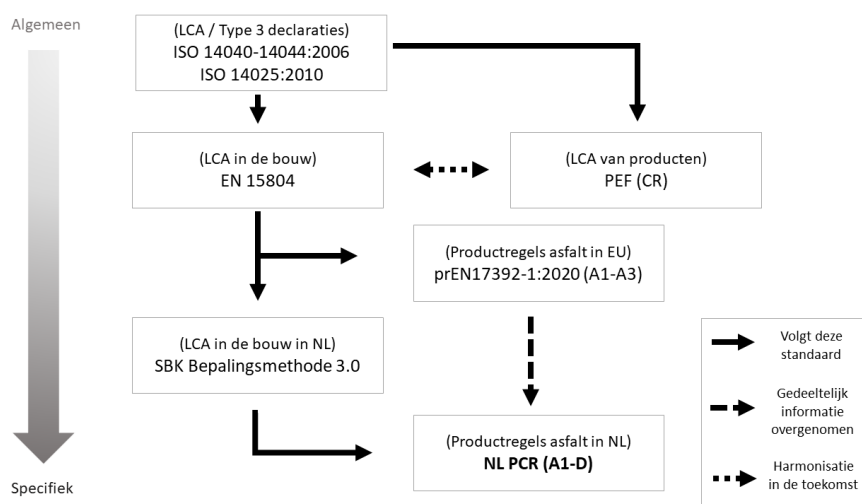 Algemeen
(LCA / Type 3 declaraties)
ISO 14040-14044:2006
ISO 14025:2010
(LCA in de bouw)
EN 15804
(LCA van producten)
PEF (CR)
(Productregels asfalt in EU)
prEN17392-1:2020 (A1-A3)
(LCA in de bouw in NL)
SBK Bepalingsmethode 3.0
(Productregels asfalt in NL)
NL PCR (A1-D)
Volgt deze
standaard
Gedeeltelijk
informatie
overgenomen
Harmonisatie
in de toekomst
Specifiek